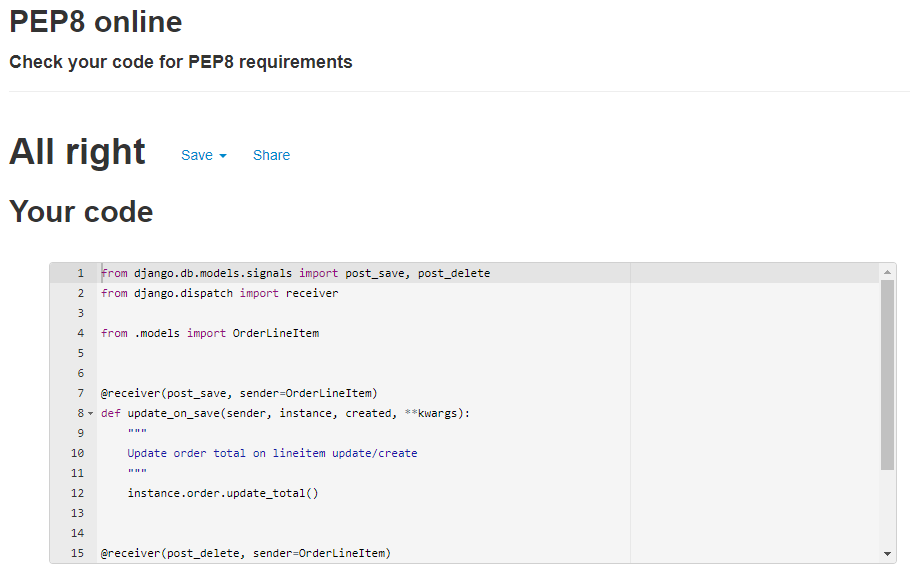 PEP8 online
Check your code for PEP8 requirements
All right Save Share
Your code
1 from django.db.models.signals import post_save, post_delete
2 from django.dispatch import receiver
3
4 from .models import OrderLineItem
5
6
7 @receiver(post_save, sender=OrderLineItem)
8 def update_on_save(sender, instance, created, **kwargs):
9 """
10 Update order total on lineitem update/create
11 """
12 instance.order.update_total()
13
14
15 @receiver(post_delete, sender=OrderLineItem)